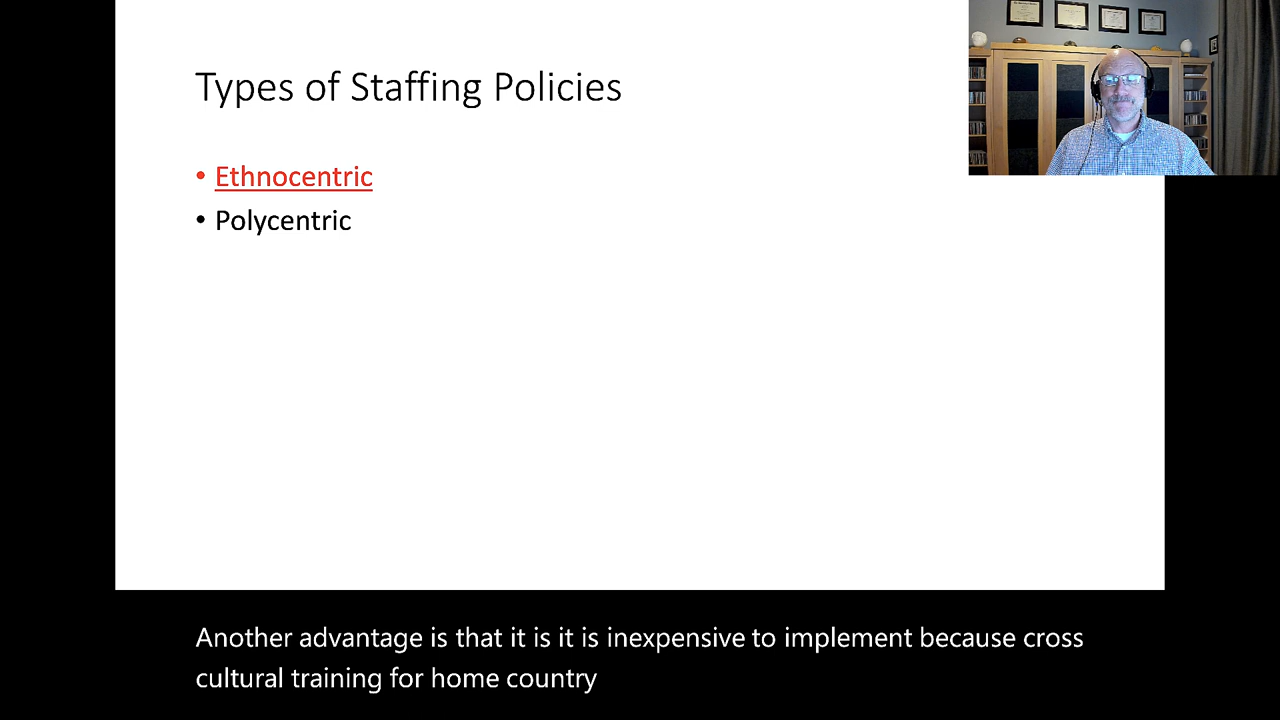 Types of Staffing Policies
• Ethnocentric
• Polycentric
Another advantage is that it is it is inexpensive to implement because cross
cultural training for home country